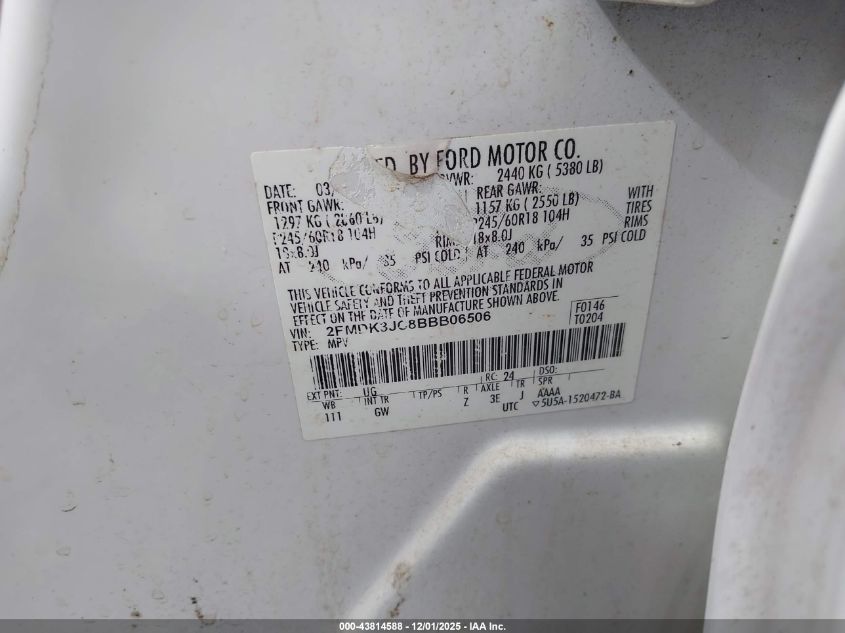 BY FORD MOTOR CO.
DATE: 03 GVWR: 2440 KG ( 5380 LB)
FRONT GAWR: REAR GAWR: WITH
1297 KG ( 2860 LB) 1157 KG ( 2550 LB) TIRES
P245/60R18 104H P245/60R18 104H RIMS
18x8.0J RIMS 18x8.0J
AT 240 kPa/ 35 PSI COLD AT 240 kPa/ 35 PSI COLD
THIS VEHICLE CONFORMS TO ALL APPLICABLE FEDERAL MOTOR
VEHICLE SAFETY AND THEFT PREVENTION STANDARDS IN
EFFECT ON THE DATE OF MANUFACTURE SHOWN ABOVE.
VIN: 2FMDK3JC8BBB06506 F0146
TYPE: MPV T0204
EXT PNT: UG RC: 24 DSO:
WB INT TR TP/PS R AXLE TR SPR
111 GW Z 3E J AAAA
UTC ▽5U5A-1520472-BA
000-43814588 - 12/01/2025 - IAA Inc.